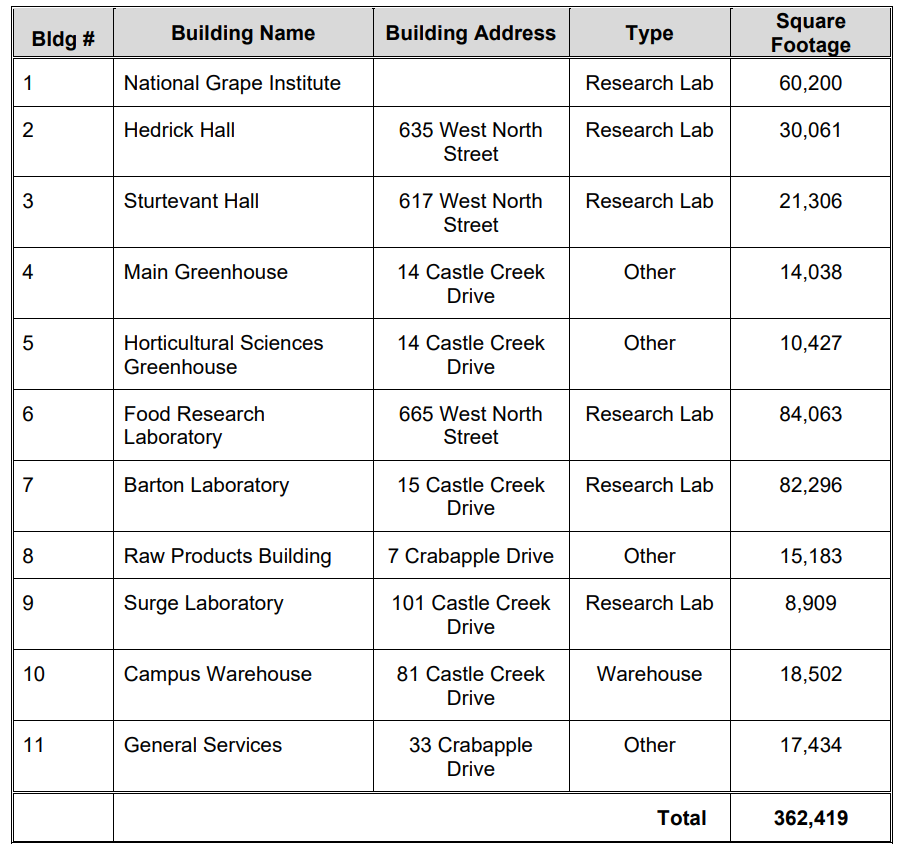 Bldg # Building Name Building Address Type Square
Footage
1 National Grape Institute Research Lab 60,200
2 Hedrick Hall 635 West North Research Lab 30,061
Street
3 Sturtevant Hall 617 West North Research Lab 21,306
Street
4 Main Greenhouse 14 Castle Creek Other 14,038
Drive
5 Horticultural Sciences 14 Castle Creek Other 10,427
Greenhouse Drive
6 Food Research 665 West North Research Lab 84,063
Laboratory Street
7 Barton Laboratory 15 Castle Creek Research Lab 82,296
Drive
8 Raw Products Building 7 Crabapple Drive Other 15,183
9 Surge Laboratory 101 Castle Creek Research Lab 8,909
Drive
10 Campus Warehouse 81 Castle Creek Warehouse 18,502
Drive
11 General Services 33 Crabapple Other 17,434
Drive
Total 362,419